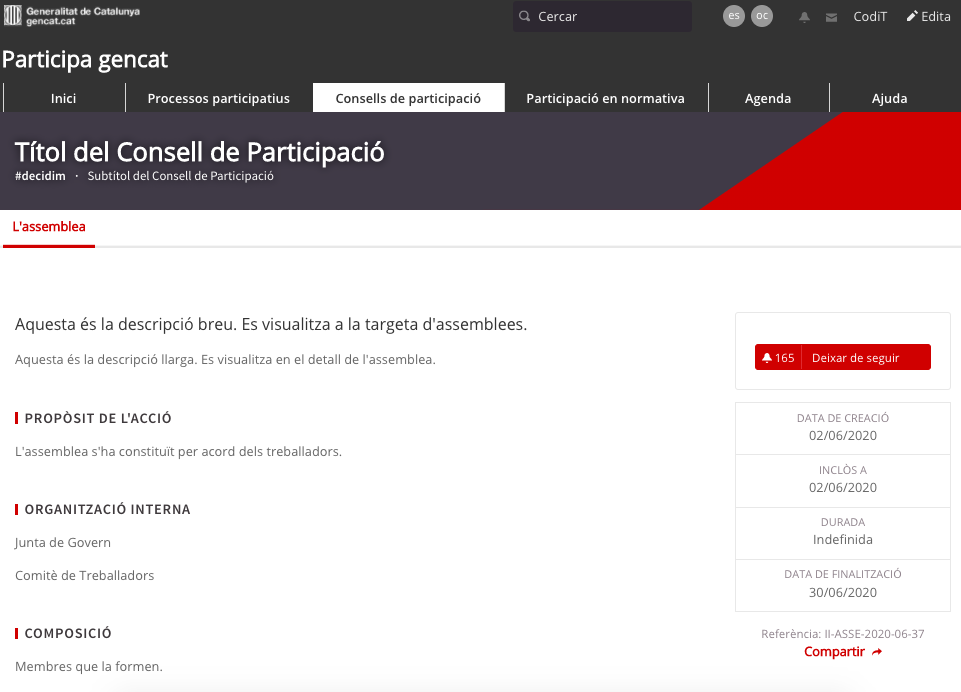 Generalitat de Catalunya
gencat.cat
Cercar
es oc CodiT Edita
Participa gencat
Inici Processos participatius Consells de participació Participació en normativa Agenda Ajuda
Títol del Consell de Participació
#decidim · Subtítol del Consell de Participació
L'assemblea
Aquesta és la descripció breu. Es visualitza a la targeta d'assemblees.
Aquesta és la descripció llarga. Es visualitza en el detall de l'assemblea.
PROPÒSIT DE L'ACCIÓ
L'assemblea s'ha constituït per acord dels treballadors.
ORGANITZACIÓ INTERNA
Junta de Govern
Comitè de Treballadors
COMPOSICIÓ
Membres que la formen.
165 Deixar de seguir
DATA DE CREACIÓ
02/06/2020
INCLÒS A
02/06/2020
DURADA
Indefinida
DATA DE FINALITZACIÓ
30/06/2020
Referència: II-ASSE-2020-06-37
Compartir